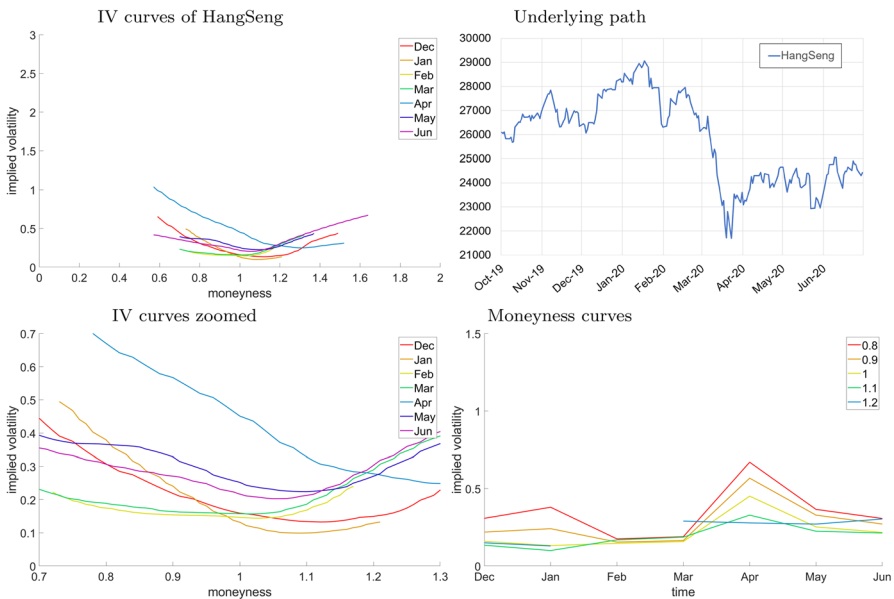 IV curves of HangSeng
3
2.5
2
1.5
1
0.5
0
implied volatility
0 0.2 0.4 0.6 0.8 1 1.2 1.4 1.6 1.8 2
moneyness
Dec
Jan
Feb
Mar
Apr
May
Jun
Underlying path
30000
29000
28000
27000
26000
25000
24000
23000
22000
21000
HangSeng
Oct-19 Nov-19 Dec-19 Jan-20 Feb-20 Mar-20 Apr-20 May-20 Jun-20
IV curves zoomed
0.7
0.6
0.5
0.4
0.3
0.2
0.1
0
implied volatility
0.7 0.8 0.9 1 1.1 1.2 1.3
moneyness
Dec
Jan
Feb
Mar
Apr
May
Jun
Moneyness curves
1.5
1
0.5
0
implied volatility
Dec Jan Feb Mar Apr May Jun
time
0.8
0.9
1
1.1
1.2